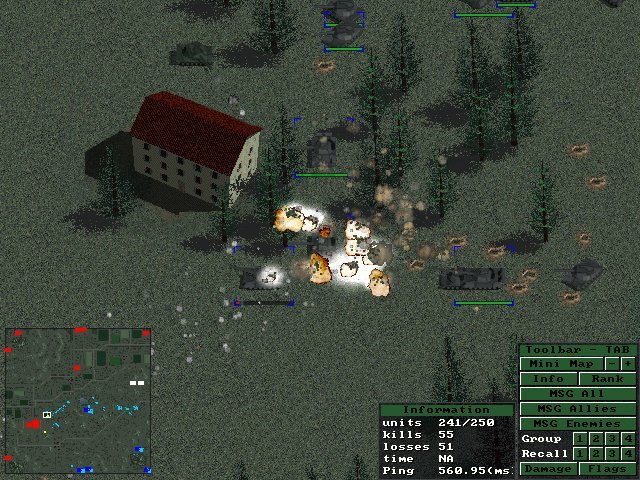 Toolbar - TAB
Mini Map - +
Info Rank
MSG All
MSG Allies
MSG Enemies
Group 1 2 3 4
Recall 1 2 3 4
Damage Flags
Information
units 241/250
kills 55
losses 51
time NA
Ping 560.95(ms